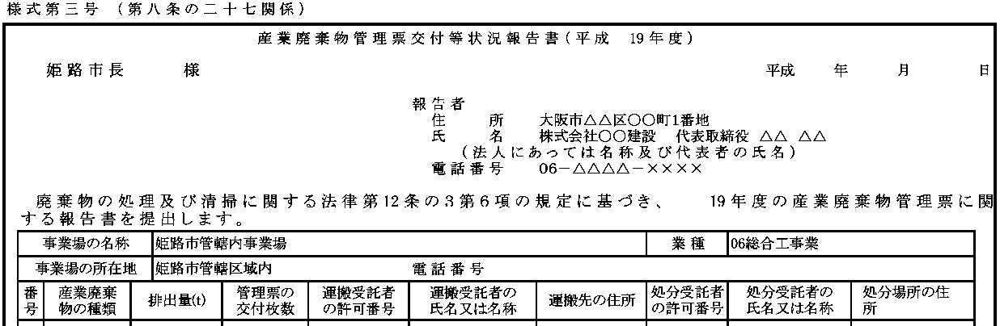 様式第三号 (第八条の二十七関係)
産業廃棄物管理票交付等状況報告書(平成 19年度)
姫路市長 様 平成 年 月 日
報告者
住 所 大阪市△△区〇〇町1番地
氏 名 株式会社〇〇建設 代表取締役 △△ △△
(法人にあっては名称及び代表者の氏名)
電話番号 06-△△△△-××××
廃棄物の処理及び清掃に関する法律第12条の3第6項の規定に基づき、 19年度の産業廃棄物管理票に関
する報告書を提出します。
事業場の名称 姫路市管轄内事業場 業種 06総合工事業
事業場の所在地 姫路市管轄区域内 電話番号
番 産業廃棄 排出量(t) 管理票の 運搬受託者 運搬受託者の 運搬先の住所 処分受託者 処分受託者の 処分場所の住
号 物の種類 交付枚数 の許可番号 氏名又は名称 の許可番号 氏名又は名称 所